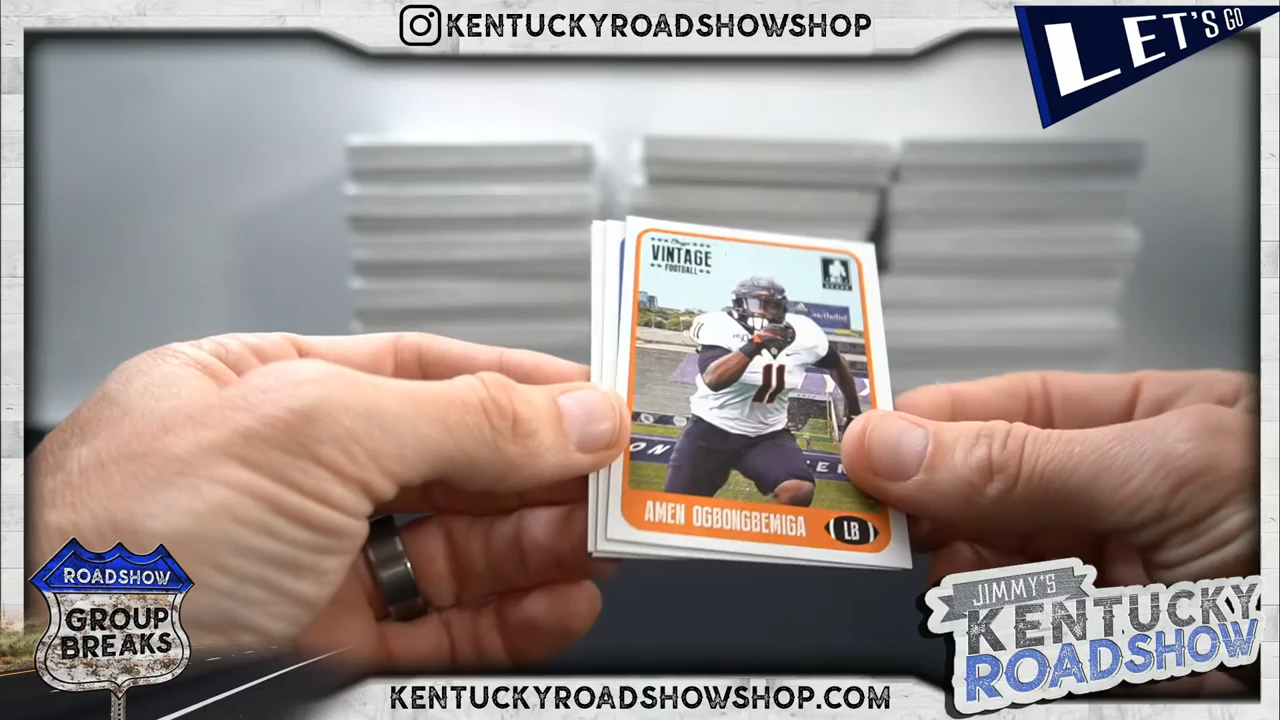 KENTUCKYROADSHOWSHOP
LET'S GO
VINTAGE
FOOTBALL
11
AMEN OGBONGBEMIGA
LB
ROADSHOW
GROUP
BREAKS
JIMMY'S
KENTUCKY
ROADSHOW
KENTUCKYROADSHOWSHOP.COM